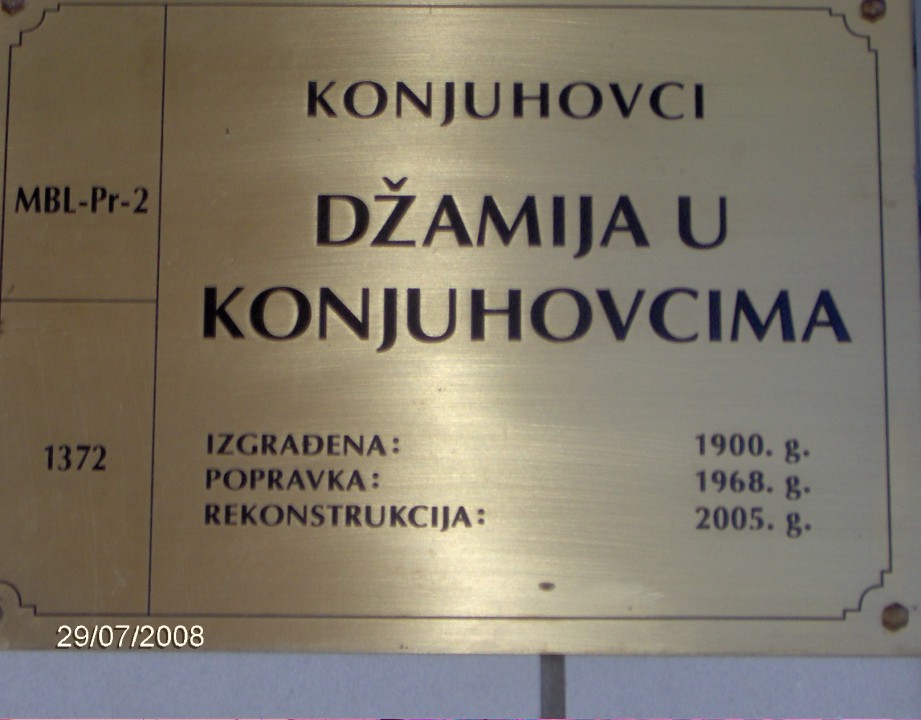 KONJUHOVCI
MBL-Pr-2
DŽAMIJA U
KONJUHOVCIMA
1372
IZGRAĐENA: 1900. g.
POPRAVKA: 1968. g.
REKONSTRUKCIJA: 2005. g.
29/07/2008